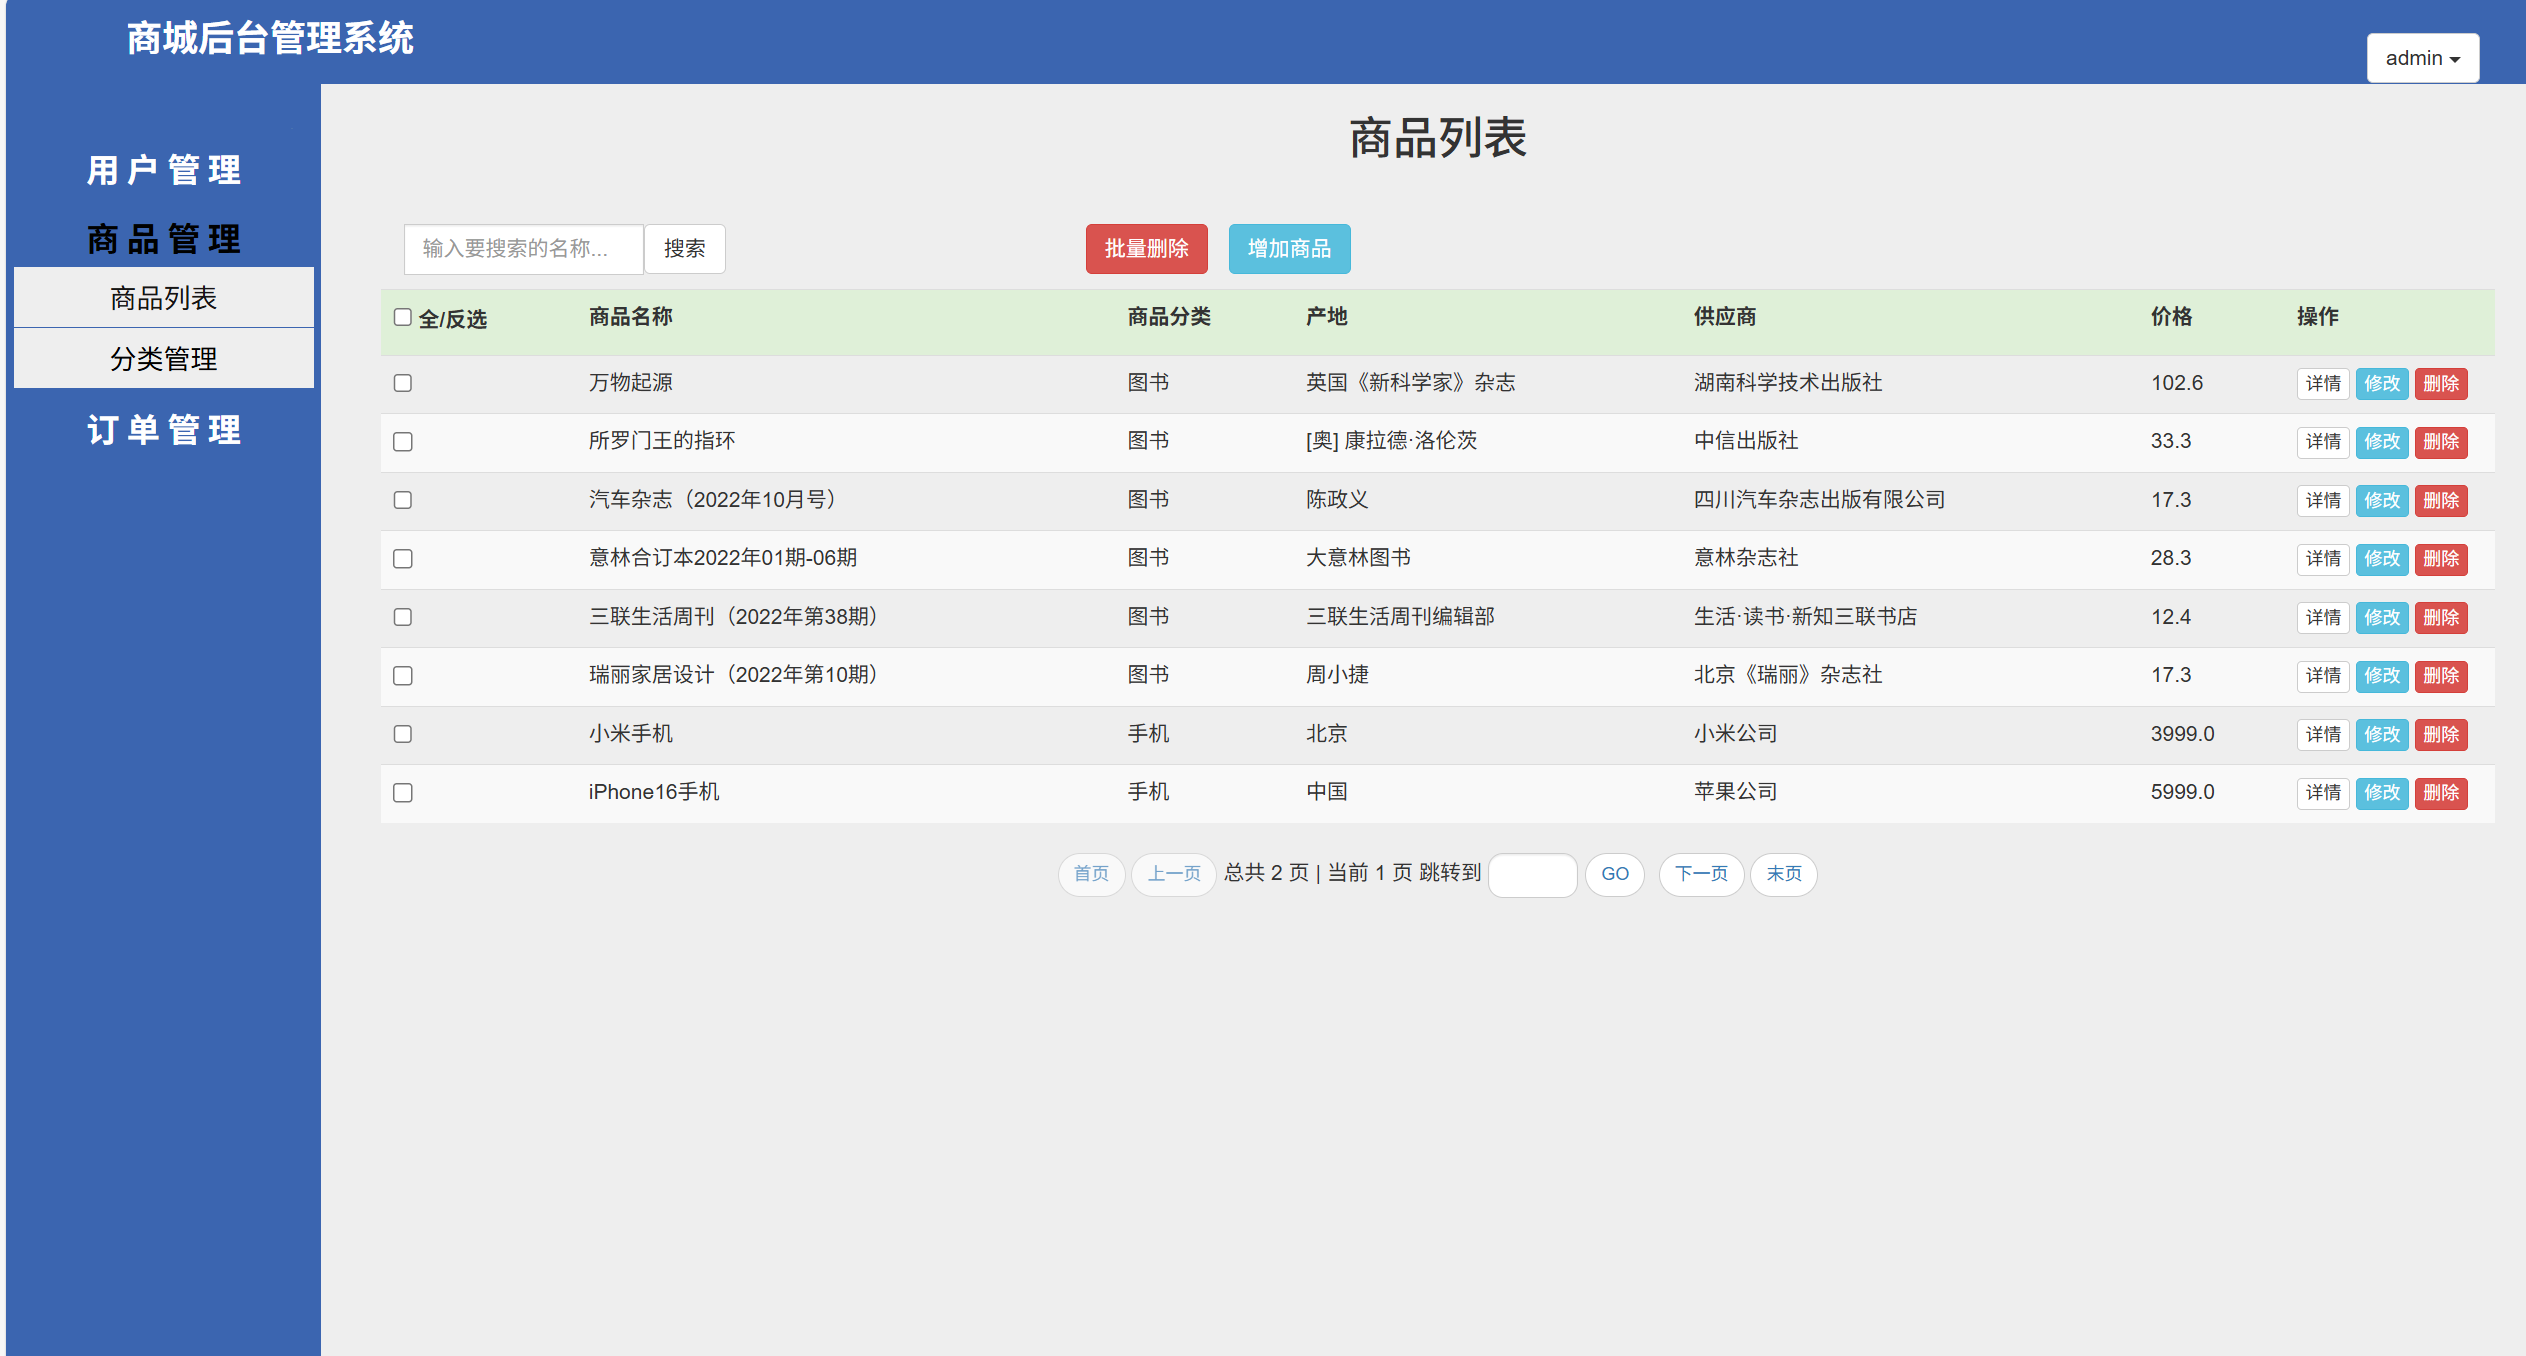 商城后台管理系统
admin
用户管理
商品管理
商品列表
分类管理
订单管理
商品列表
输入要搜索的名称... 搜索 批量删除 增加商品
全/反选 商品名称 商品分类 产地 供应商 价格 操作
万物起源 图书 英国《新科学家》杂志 湖南科学技术出版社 102.6 详情 修改 删除
所罗门王的指环 图书 [奥] 康拉德·洛伦茨 中信出版社 33.3 详情 修改 删除
汽车杂志（2022年10月号） 图书 陈政义 四川汽车杂志出版有限公司 17.3 详情 修改 删除
意林合订本2022年01期-06期 图书 大意林图书 意林杂志社 28.3 详情 修改 删除
三联生活周刊（2022年第38期） 图书 三联生活周刊编辑部 生活·读书·新知三联书店 12.4 详情 修改 删除
瑞丽家居设计（2022年第10期） 图书 周小捷 北京《瑞丽》杂志社 17.3 详情 修改 删除
小米手机 手机 北京 小米公司 3999.0 详情 修改 删除
iPhone16手机 手机 中国 苹果公司 5999.0 详情 修改 删除
首页 上一页 总共 2 页 | 当前 1 页 跳转到 GO 下一页 末页